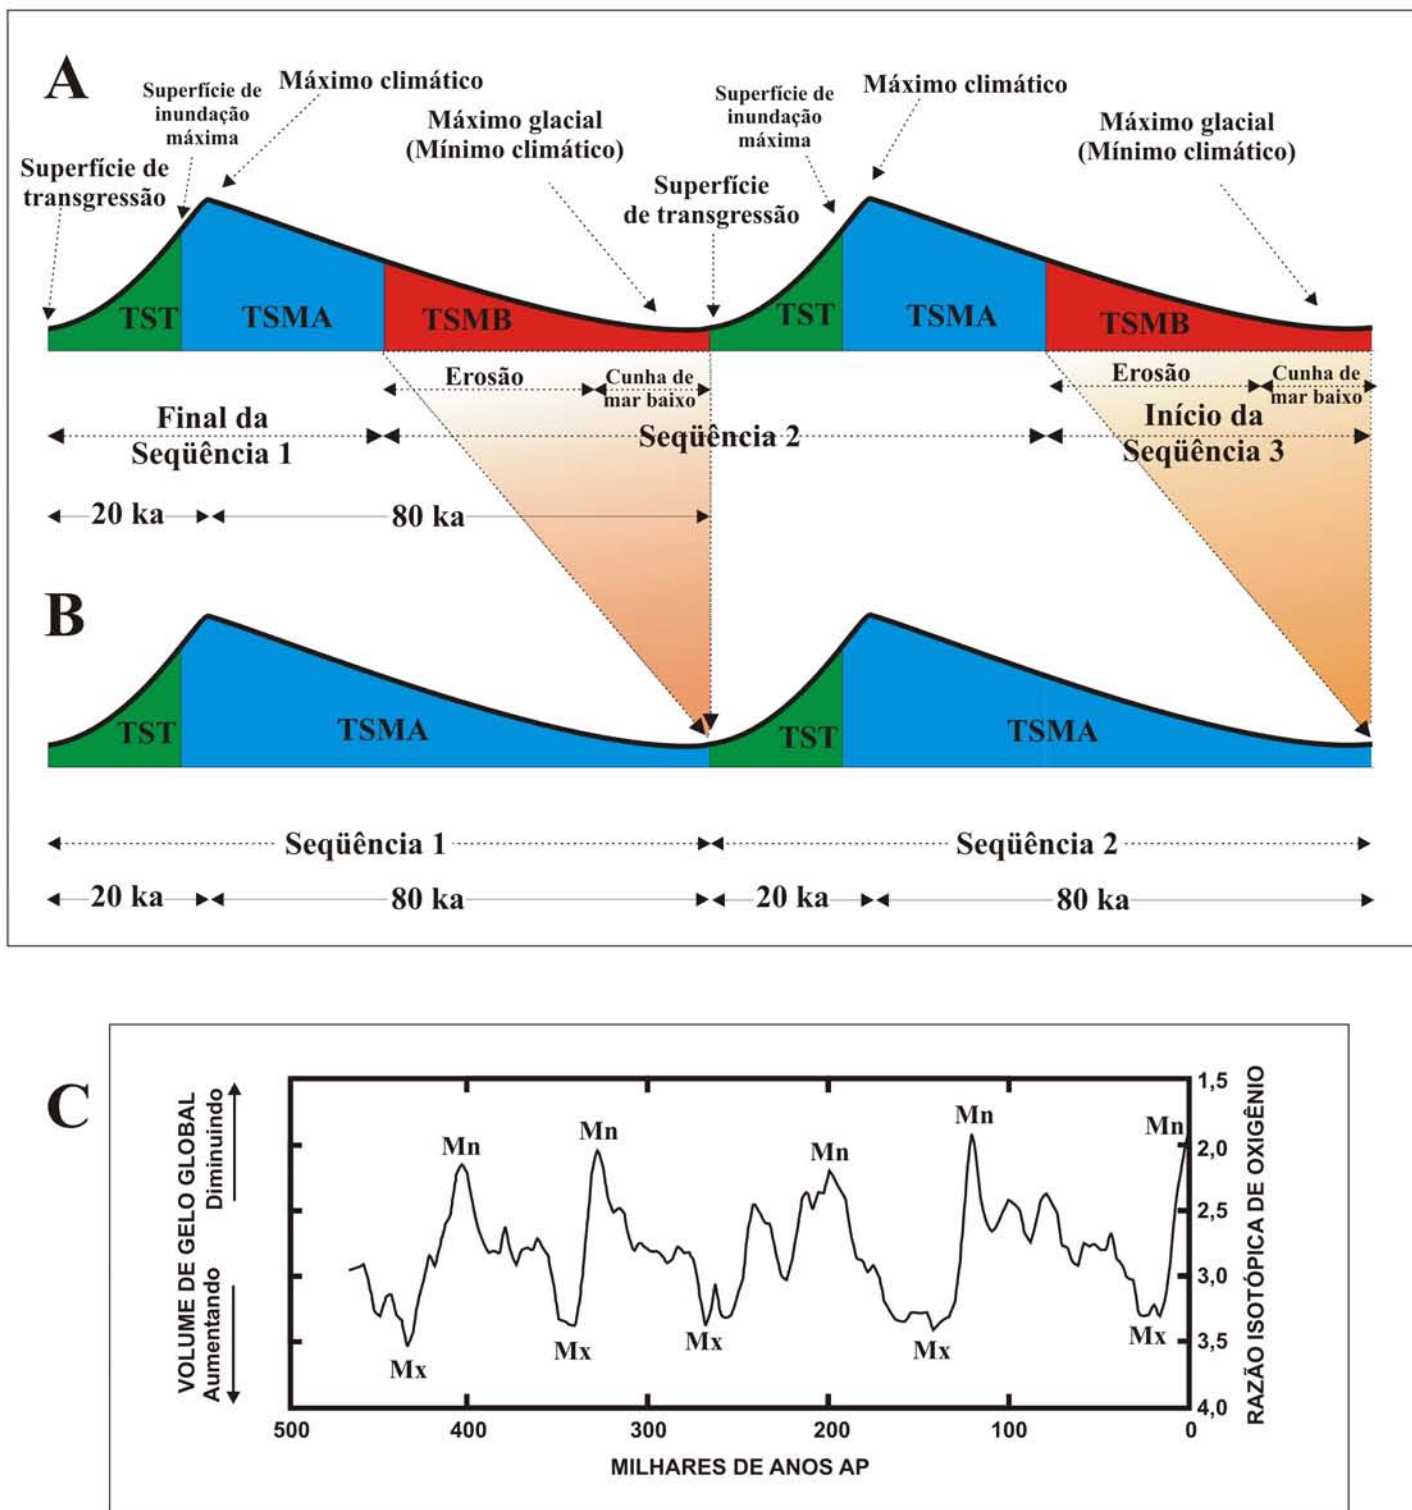 A
Superfície de
transgressão
Superfície de
inundação
máxima
Máximo climático
Máximo glacial
(Mínimo climático)
Superfície
de transgressão
Superfície de
inundação
máxima
Máximo climático
Máximo glacial
(Mínimo climático)
TST
TSMA
TSMB
TST
TSMA
TSMB
Erosão
Cunha de
mar baixo
Erosão
Cunha de
mar baixo
Final da
Seqüência 1
Seqüência 2
Início da
Seqüência 3
20 ka
80 ka
B
TST
TSMA
TST
TSMA
Seqüência 1
Seqüência 2
20 ka
80 ka
20 ka
80 ka
C
VOLUME DE GELO GLOBAL
Aumentando
Diminuindo
Mn
Mn
Mn
Mn
Mn
Mx
Mx
Mx
Mx
Mx
1,5
2,0
2,5
3,0
3,5
4,0
RAZÃO ISOTÓPICA DE OXIGÊNIO
500
400
300
200
100
0
MILHARES DE ANOS AP